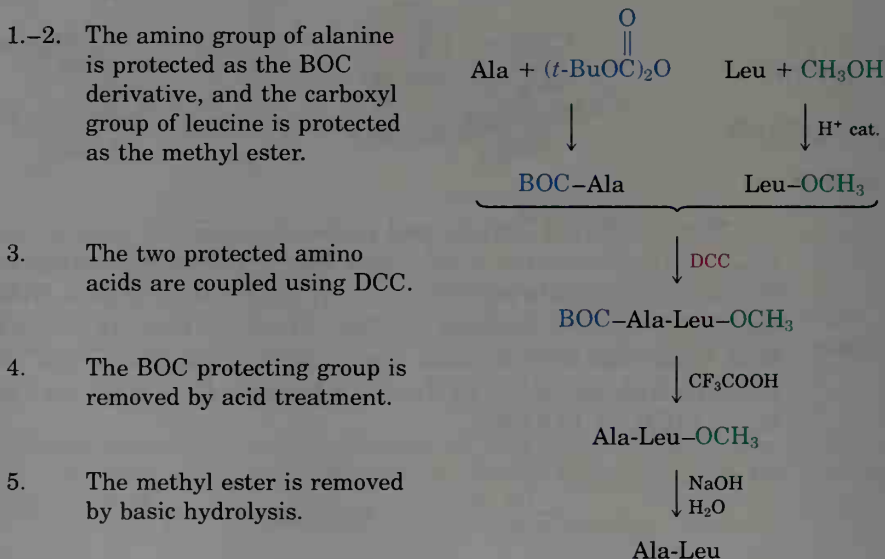 1.–2. The amino group of alanine
is protected as the BOC
derivative, and the carboxyl
group of leucine is protected
as the methyl ester.
O
||
Ala + (t-BuOC)₂O Leu + CH₃OH
H⁺ cat.
BOC–Ala Leu–OCH₃
3. The two protected amino
acids are coupled using DCC.
DCC
BOC–Ala-Leu–OCH₃
4. The BOC protecting group is
removed by acid treatment.
CF₃COOH
Ala-Leu–OCH₃
5. The methyl ester is removed
by basic hydrolysis.
NaOH
H₂O
Ala-Leu